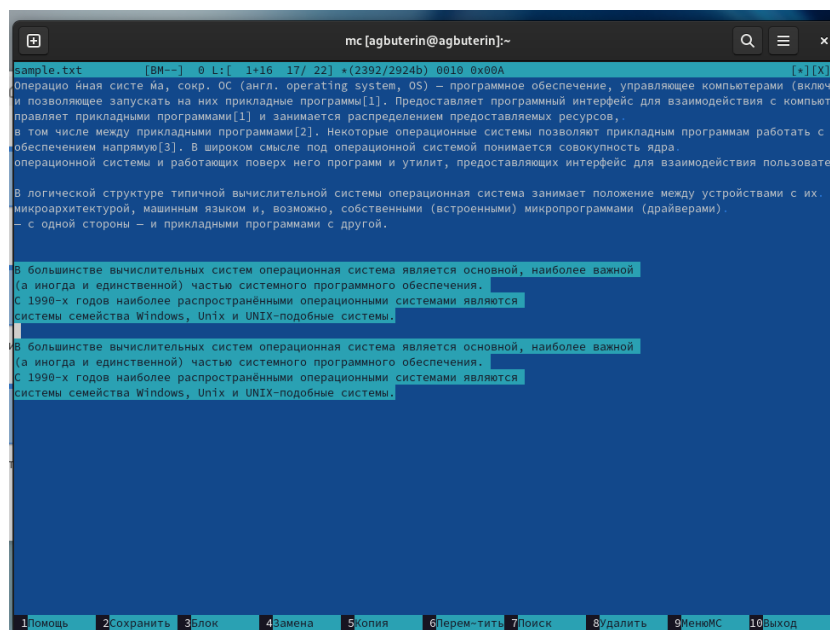 mc [agbuterin@agbuterin]:~
sample.txt [BM--] 0 L:[ 1+16 17/ 22] *(2392/2924b) 0010 0x00A [*][X]
Операцио́нная систе́ма, сокр. ОС (англ. operating system, OS) — программное обеспечение, управляющее компьютерами (включ
и позволяющее запускать на них прикладные программы[1]. Предоставляет программный интерфейс для взаимодействия с компьют
правляет прикладными программами[1] и занимается распределением предоставляемых ресурсов,.
в том числе между прикладными программами[2]. Некоторые операционные системы позволяют прикладным программам работать с
обеспечением напрямую[3]. В широком смысле под операционной системой понимается совокупность ядра.
операционной системы и работающих поверх него программ и утилит, предоставляющих интерфейс для взаимодействия пользовате
В логической структуре типичной вычислительной системы операционная система занимает положение между устройствами с их.
микроархитектурой, машинным языком и, возможно, собственными (встроенными) микропрограммами (драйверами).
— с одной стороны — и прикладными программами с другой.
В большинстве вычислительных систем операционная система является основной, наиболее важной
(а иногда и единственной) частью системного программного обеспечения.
С 1990-х годов наиболее распространёнными операционными системами являются
системы семейства Windows, Unix и UNIX-подобные системы.
В большинстве вычислительных систем операционная система является основной, наиболее важной
(а иногда и единственной) частью системного программного обеспечения.
С 1990-х годов наиболее распространёнными операционными системами являются
системы семейства Windows, Unix и UNIX-подобные системы.
1Помощь 2Сохранить 3Блок 4Замена 5Копия 6Перем~тить 7Поиск 8Удалить 9МенюMC 10Выход